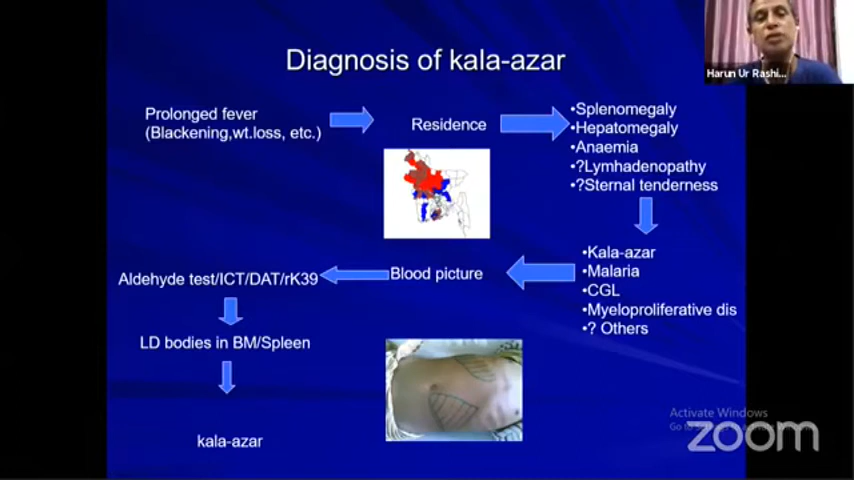 Diagnosis of kala-azar
Harun Ur Rashi...
Prolonged fever
(Blackening,wt.loss, etc.)
Residence
•Splenomegaly
•Hepatomegaly
•Anaemia
•?Lymhadenopathy
•?Sternal tenderness
•Kala-azar
•Malaria
•CGL
•Myeloproliferative dis
•? Others
Blood picture
Aldehyde test/ICT/DAT/rK39
LD bodies in BM/Spleen
kala-azar
Activate Windows
Go to
zoom